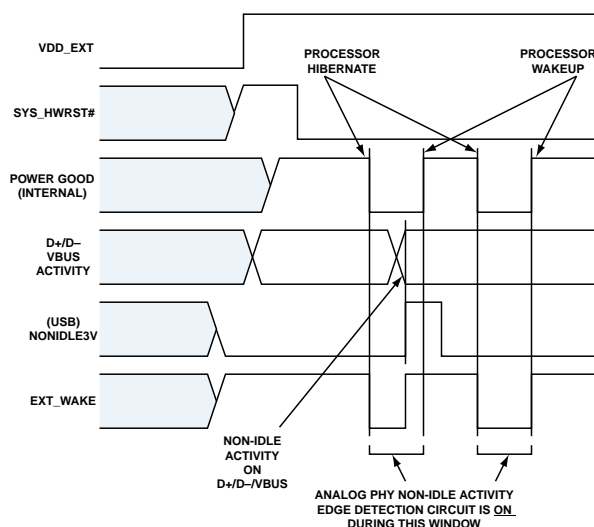 VDD_EXT
PROCESSOR
HIBERNATE
PROCESSOR
WAKEUP
SYS_HWRST#
POWER GOOD
(INTERNAL)
D+/D–
VBUS
ACTIVITY
(USB)
NONIDLE3V
EXT_WAKE
NON-IDLE
ACTIVITY
ON
D+/D–/VBUS
ANALOG PHY NON-IDLE ACTIVITY
EDGE DETECTION CIRCUIT IS ON
DURING THIS WINDOW